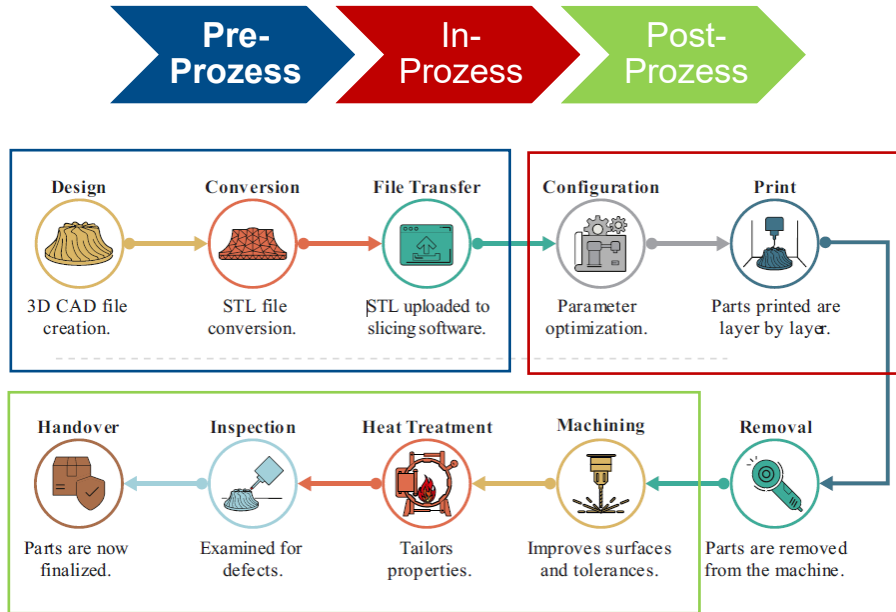 Pre-
Prozess
In-
Prozess
Post-
Prozess
Design
Conversion
File Transfer
Configuration
Print
3D CAD file
creation.
STL file
conversion.
STL uploaded to
slicing software.
Parameter
optimization.
Parts printed are
layer by layer.
Handover
Inspection
Heat Treatment
Machining
Removal
Parts are now
finalized.
Examined for
defects.
Tailors
properties.
Improves surfaces
and tolerances.
Parts are removed
from the machine.